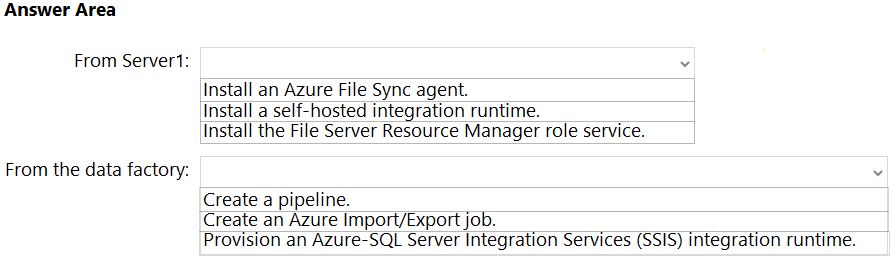 Answer Area
From Server1:
Install an Azure File Sync agent.
Install a self-hosted integration runtime.
Install the File Server Resource Manager role service.
From the data factory:
Create a pipeline.
Create an Azure Import/Export job.
Provision an Azure-SQL Server Integration Services (SSIS) integration runtime.